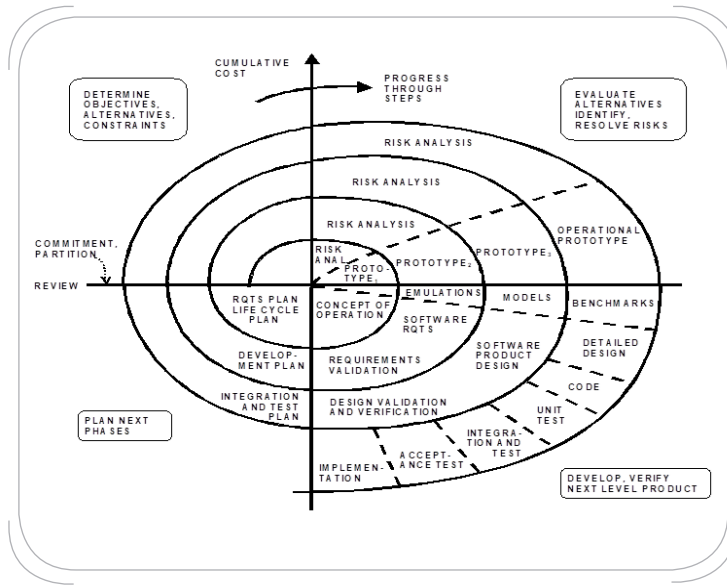 CUMULATIVE
COST
PROGRESS
THROUGH
STEPS
DETERMINE
OBJECTIVES,
ALTERNATIVES,
CONSTRAINTS
EVALUATE
ALTERNATIVES
IDENTIFY,
RESOLVE RISKS
RISK ANALYSIS
RISK ANALYSIS
RISK ANALYSIS
RISK
ANAL.
PROTO-
TYPE₁
PROTOTYPE₂
PROTOTYPE₃
OPERATIONAL
PROTOTYPE
COMMITMENT,
PARTITION
REVIEW
RQTS PLAN
LIFE CYCLE
PLAN
CONCEPT OF
OPERATION
EMULATIONS
MODELS
BENCHMARKS
SOFTWARE
RQTS
SOFTWARE
PRODUCT
DESIGN
DETAILED
DESIGN
DEVELOP-
MENT PLAN
REQUIREMENTS
VALIDATION
CODE
INTEGRATION
AND TEST
PLAN
DESIGN VALIDATION
AND VERIFICATION
UNIT
TEST
PLAN NEXT
PHASES
INTEGRA-
TION AND
TEST
ACCEPT-
ANCE TEST
IMPLEMEN-
TATION
DEVELOP, VERIFY
NEXT LEVEL PRODUCT